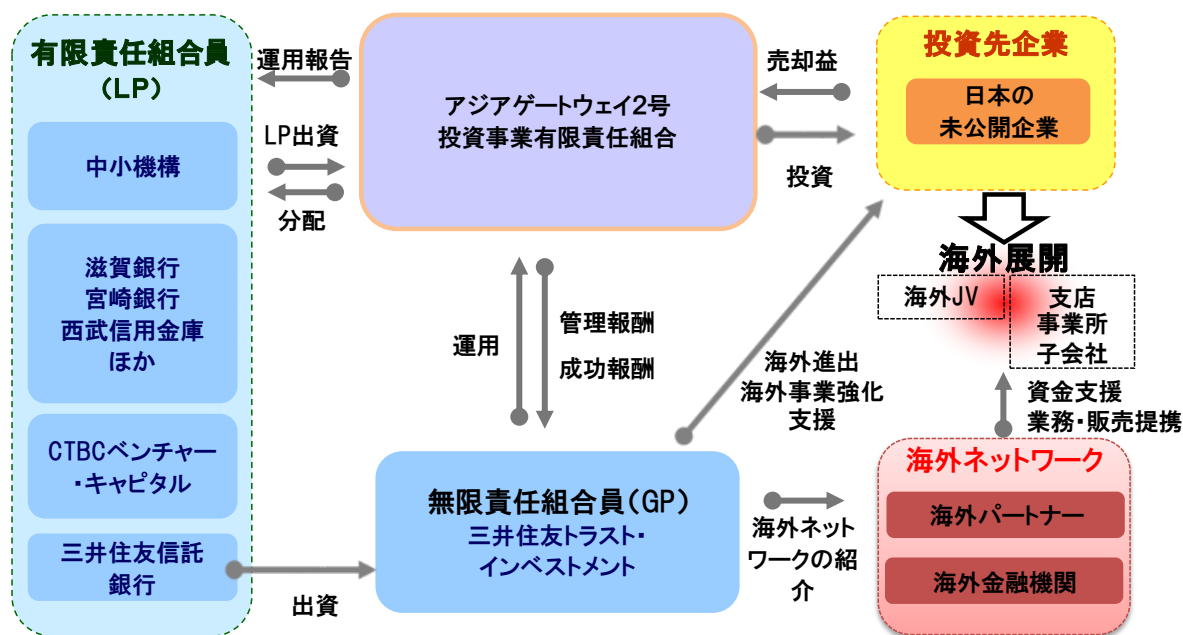 有限責任組合員
(LP)
中小機構
滋賀銀行
宮崎銀行
西武信用金庫
ほか
CTBCベンチャー
・キャピタル
三井住友信託
銀行
運用報告
LP出資
分配
アジアゲートウェイ2号
投資事業有限責任組合
売却益
投資
投資先企業
日本の
未公開企業
海外展開
海外JV
支店
事業所
子会社
運用
管理報酬
成功報酬
海外進出
海外事業強化
支援
資金支援
業務・販売提携
出資
無限責任組合員(GP)
三井住友トラスト・
インベストメント
海外ネット
ワークの紹
介
海外ネットワーク
海外パートナー
海外金融機関